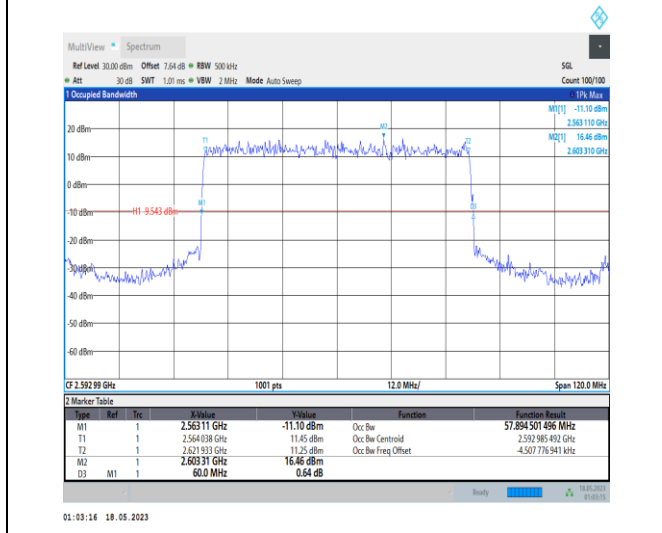 MultiView Spectrum
Ref Level 30.00 dBm Offset 7.64 dB RBW 500 kHz SGL
Att 30 dB SWT 1.01 ms VBW 2 MHz Mode Auto Sweep Count 100/100
1 Occupied Bandwidth 1Pk Max
M1[1] -11.10 dBm
2.563 110 GHz
M2[1] 16.46 dBm
2.603 310 GHz
20 dBm
M2
T1
T2
10 dBm
0 dBm
M1
D3
-10 dBm
H1 -9.543 dBm
-20 dBm
-30 dBm
-40 dBm
-50 dBm
-60 dBm
CF 2.592 99 GHz 1001 pts 12.0 MHz/ Span 120.0 MHz
2 Marker Table
Type Ref Trc X-Value Y-Value Function Function Result
M1 1 2.563 11 GHz -11.10 dBm Occ Bw 57.894 501 496 MHz
T1 1 2.564 038 GHz 11.45 dBm Occ Bw Centroid 2.592 985 492 GHz
T2 1 2.621 933 GHz 11.25 dBm Occ Bw Freq Offset -4.507 776 941 kHz
M2 1 2.603 31 GHz 16.46 dBm
D3 M1 1 60.0 MHz 0.64 dB
Ready 18.05.2023
01:03:15
01:03:16 18.05.2023